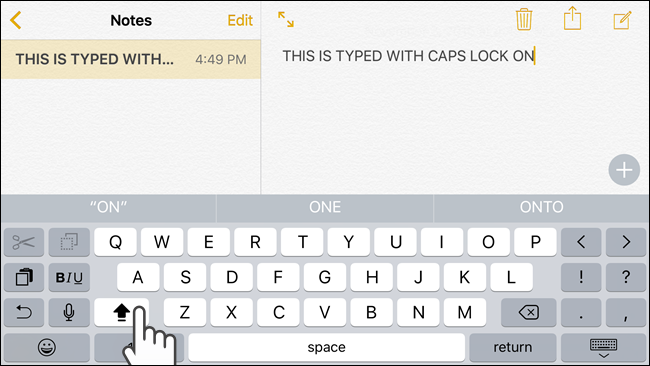 Notes
Edit
THIS IS TYPED WITH...
4:49 PM
THIS IS TYPED WITH CAPS LOCK ON
“ON”
ONE
ONTO
Q W E R T Y U I O P
B I U A S D F G H J K L ! ?
Z X C V B N M . ,
space
return